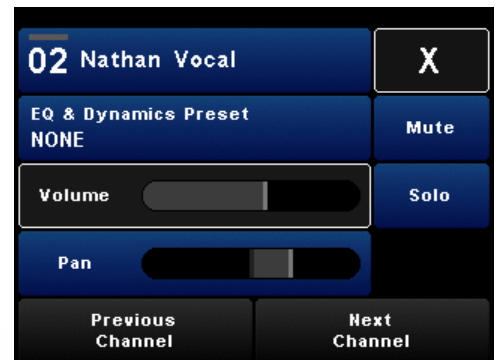 02 Nathan Vocal
X
EQ & Dynamics Preset
NONE
Mute
Volume
Solo
Pan
Previous
Channel
Next
Channel